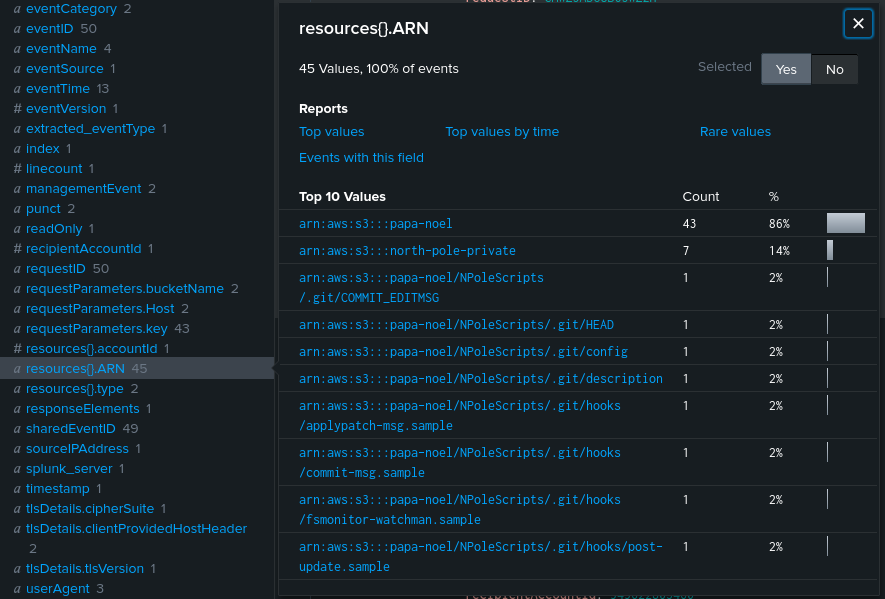 a eventCategory 2
a eventID 50
a eventName 4
a eventSource 1
a eventTime 13
# eventVersion 1
a extracted_eventType 1
a index 1
# linecount 1
a managementEvent 2
a punct 2
a readOnly 1
# recipientAccountId 1
a requestID 50
a requestParameters.bucketName 2
a requestParameters.Host 2
a requestParameters.key 43
# resources{}.accountId 1
a resources{}.ARN 45
a resources{}.type 2
a responseElements 1
a sharedEventID 49
a sourceIPAddress 1
a splunk_server 1
a timestamp 1
a tlsDetails.cipherSuite 1
a tlsDetails.clientProvidedHostHeader
2
a tlsDetails.tlsVersion 1
a userAgent 3
resources{}.ARN
45 Values, 100% of events
Selected Yes No
Reports
Top values Top values by time Rare values
Events with this field
Top 10 Values Count %
arn:aws:s3:::papa-noel 43 86%
arn:aws:s3:::north-pole-private 7 14%
arn:aws:s3:::papa-noel/NPoleScripts 1 2%
/.git/COMMIT_EDITMSG
arn:aws:s3:::papa-noel/NPoleScripts/.git/HEAD 1 2%
arn:aws:s3:::papa-noel/NPoleScripts/.git/config 1 2%
arn:aws:s3:::papa-noel/NPoleScripts/.git/description 1 2%
arn:aws:s3:::papa-noel/NPoleScripts/.git/hooks 1 2%
/applypatch-msg.sample
arn:aws:s3:::papa-noel/NPoleScripts/.git/hooks 1 2%
/commit-msg.sample
arn:aws:s3:::papa-noel/NPoleScripts/.git/hooks 1 2%
/fsmonitor-watchman.sample
arn:aws:s3:::papa-noel/NPoleScripts/.git/hooks/post- 1 2%
update.sample